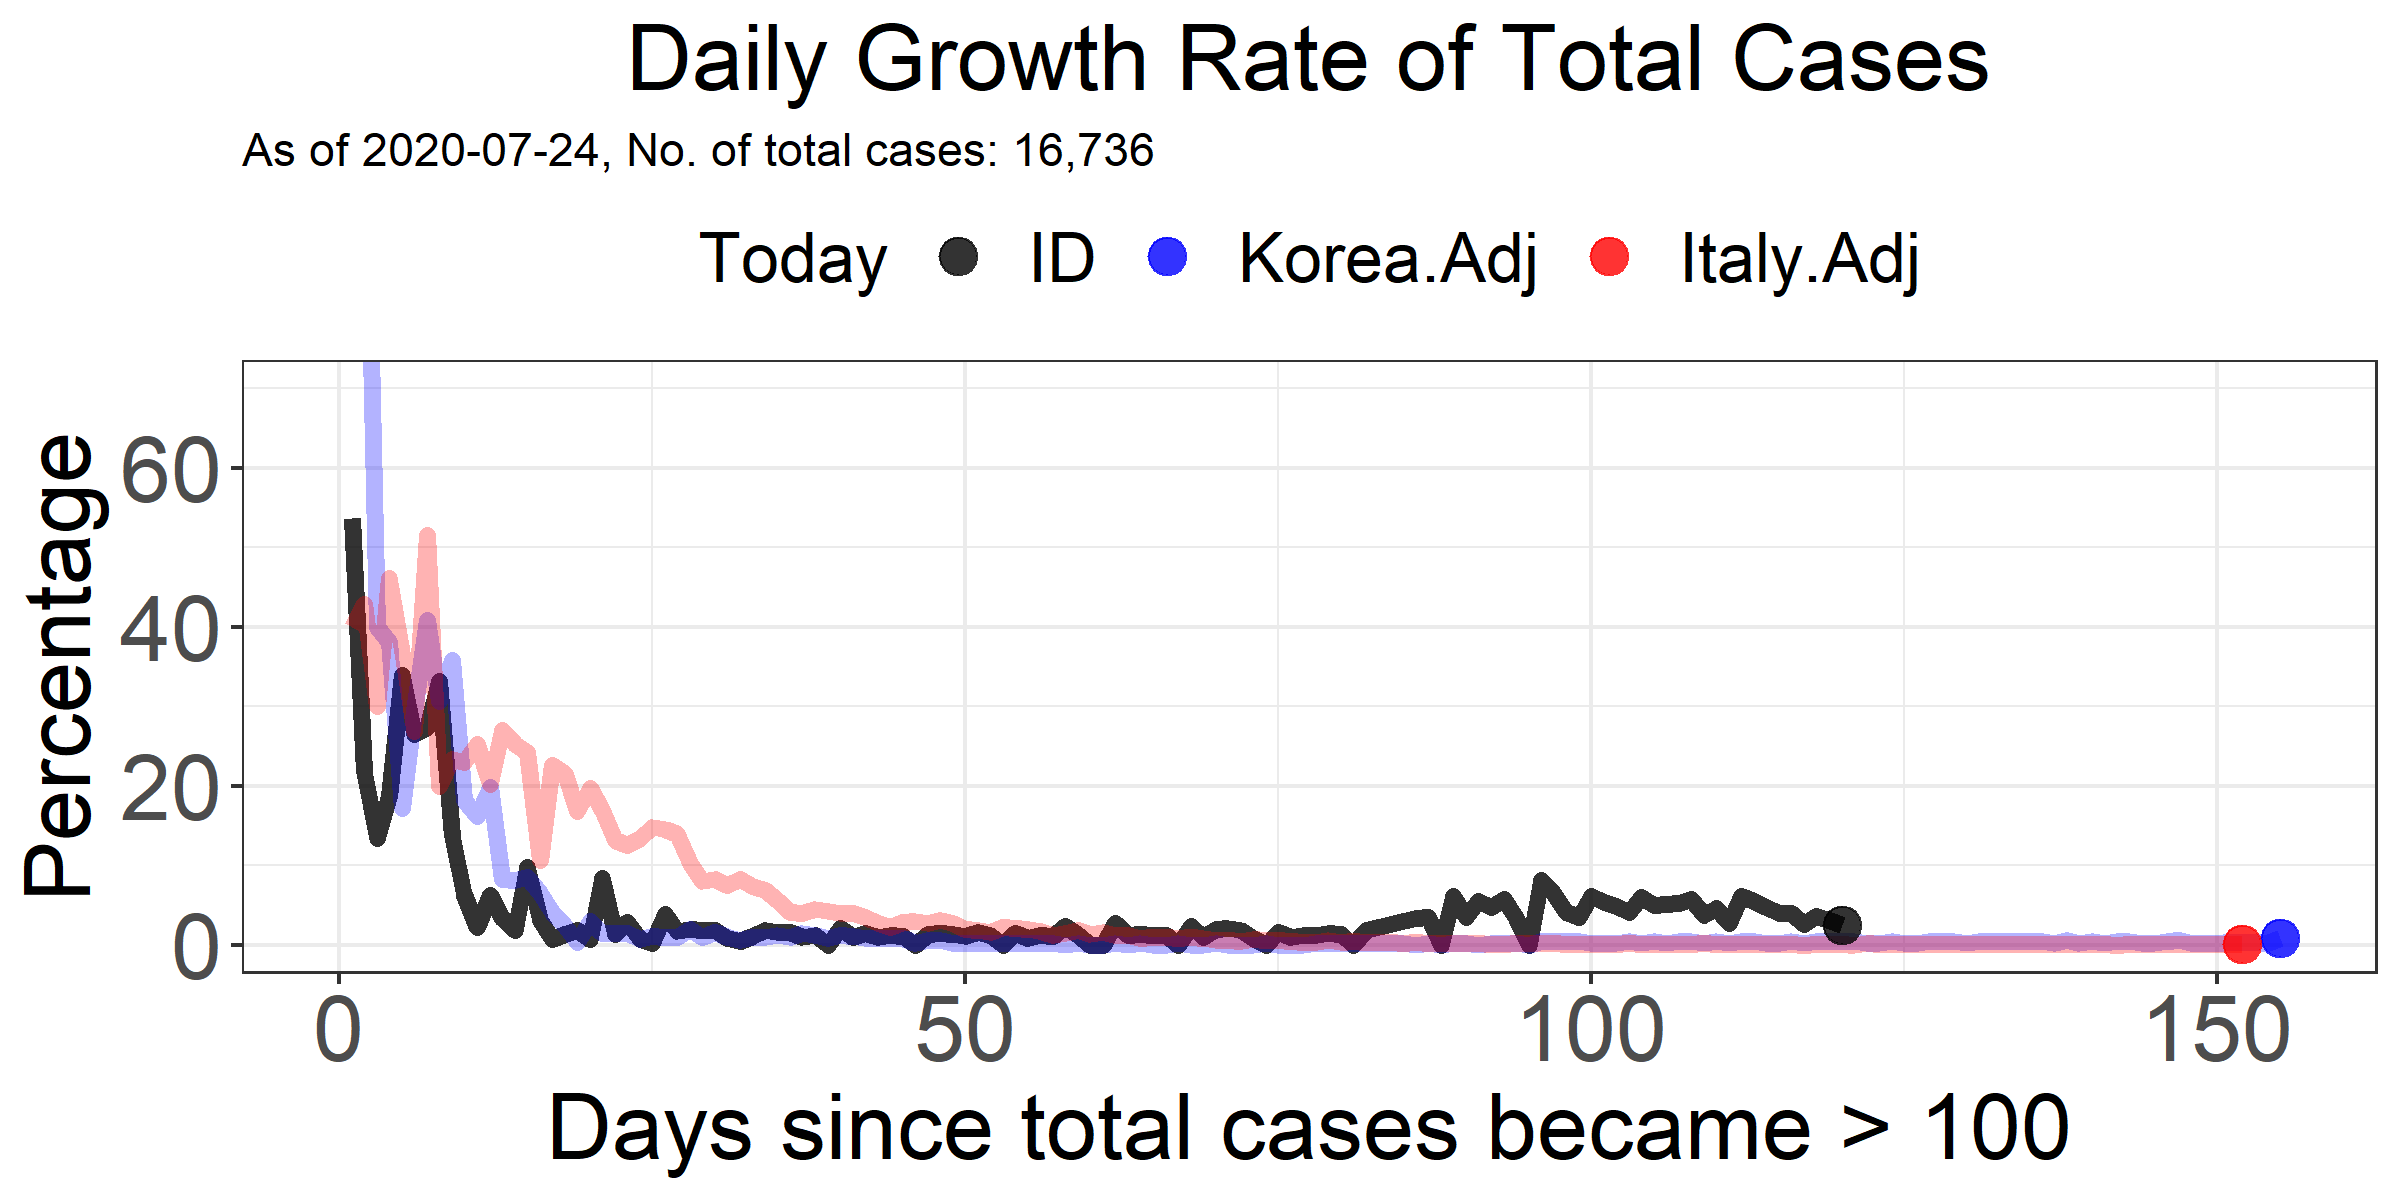 Daily Growth Rate of Total Cases
As of 2020-07-24, No. of total cases: 16,736
Today ID Korea.Adj Italy.Adj
Percentage
60
40
20
0
0 50 100 150
Days since total cases became > 100